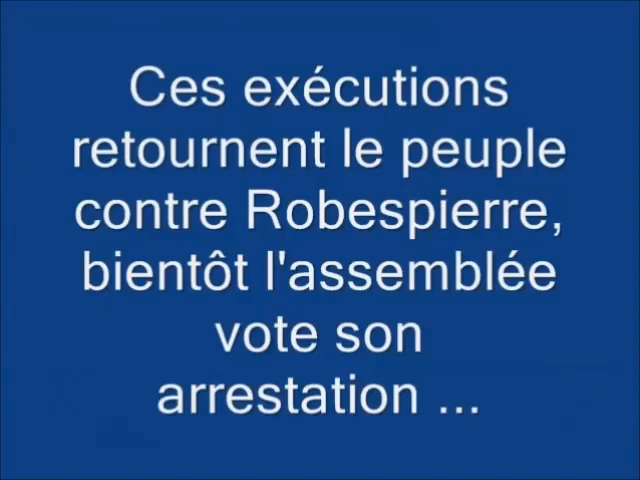 Ces exécutions
retournent le peuple
contre Robespierre,
bientôt l'assemblée
vote son
arrestation ...